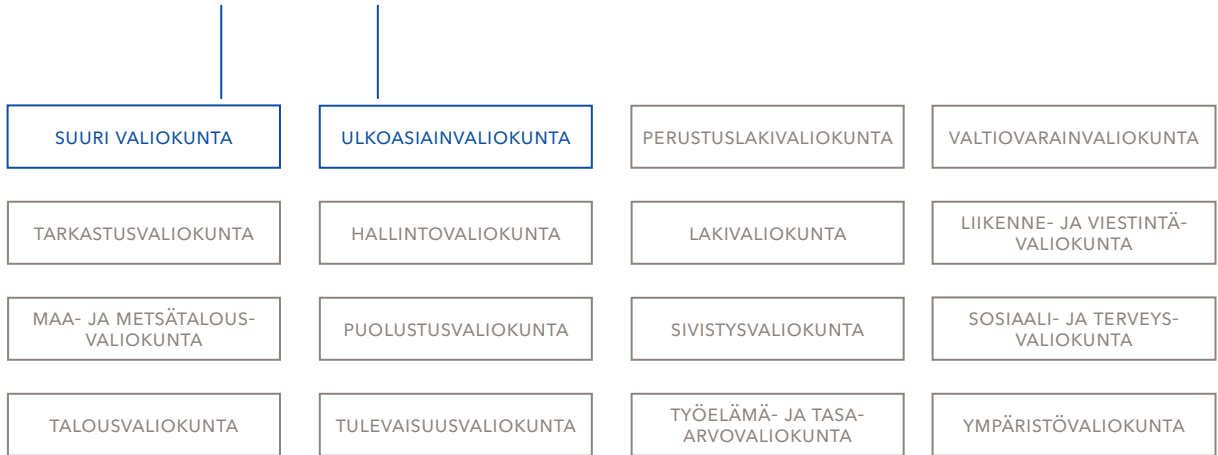 SUURI VALIOKUNTA
ULKOASIAINVALIOKUNTA
PERUSTUSLAKIVALIOKUNTA
VALTIOVARAINVALIOKUNTA
TARKASTUSVALIOKUNTA
HALLINTOVALIOKUNTA
LAKIVALIOKUNTA
LIIKENNE- JA VIESTINTÄ-
VALIOKUNTA
MAA- JA METSÄTALOUS-
VALIOKUNTA
PUOLUSTUSVALIOKUNTA
SIVISTYSVALIOKUNTA
SOSIAALI- JA TERVEYS-
VALIOKUNTA
TALOUSVALIOKUNTA
TULEVAISUUSVALIOKUNTA
TYÖELÄMÄ- JA TASA-
ARVOVALIOKUNTA
YMPÄRISTÖVALIOKUNTA